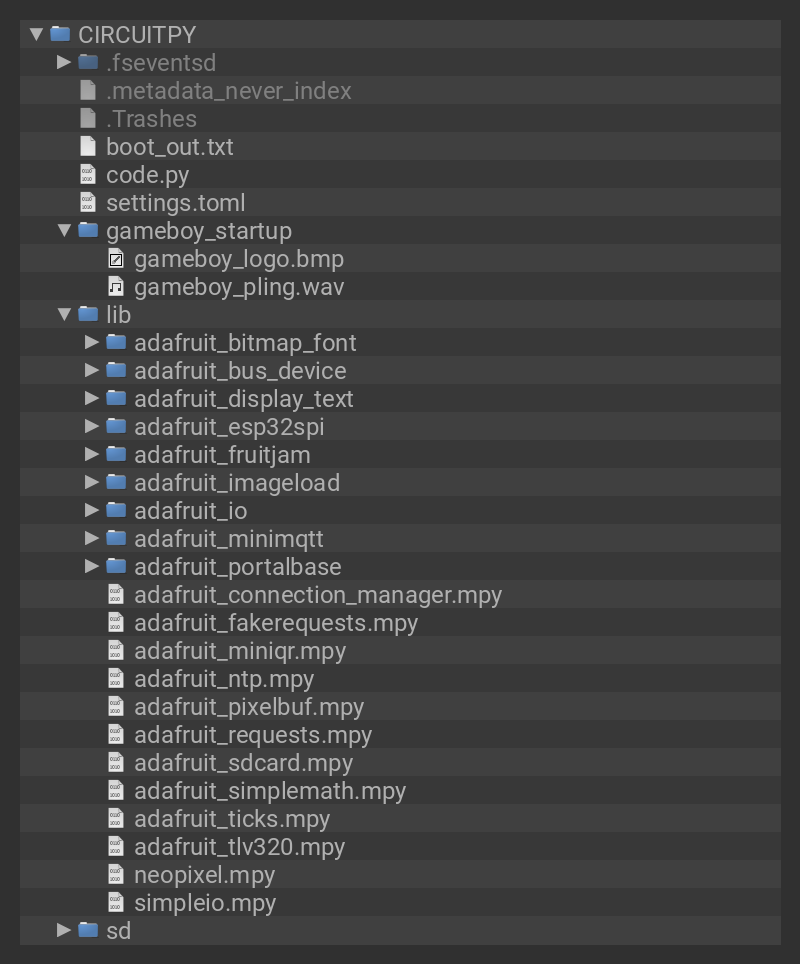 CIRCUITPY
.fseventsd
.metadata_never_index
.Trashes
boot_out.txt
code.py
settings.toml
gameboy_startup
gameboy_logo.bmp
gameboy_pling.wav
lib
adafruit_bitmap_font
adafruit_bus_device
adafruit_display_text
adafruit_esp32spi
adafruit_fruitjam
adafruit_imageload
adafruit_io
adafruit_minimqtt
adafruit_portalbase
adafruit_connection_manager.mpy
adafruit_fakerequests.mpy
adafruit_miniqr.mpy
adafruit_ntp.mpy
adafruit_pixelbuf.mpy
adafruit_requests.mpy
adafruit_sdcard.mpy
adafruit_simplemath.mpy
adafruit_ticks.mpy
adafruit_tlv320.mpy
neopixel.mpy
simpleio.mpy
sd